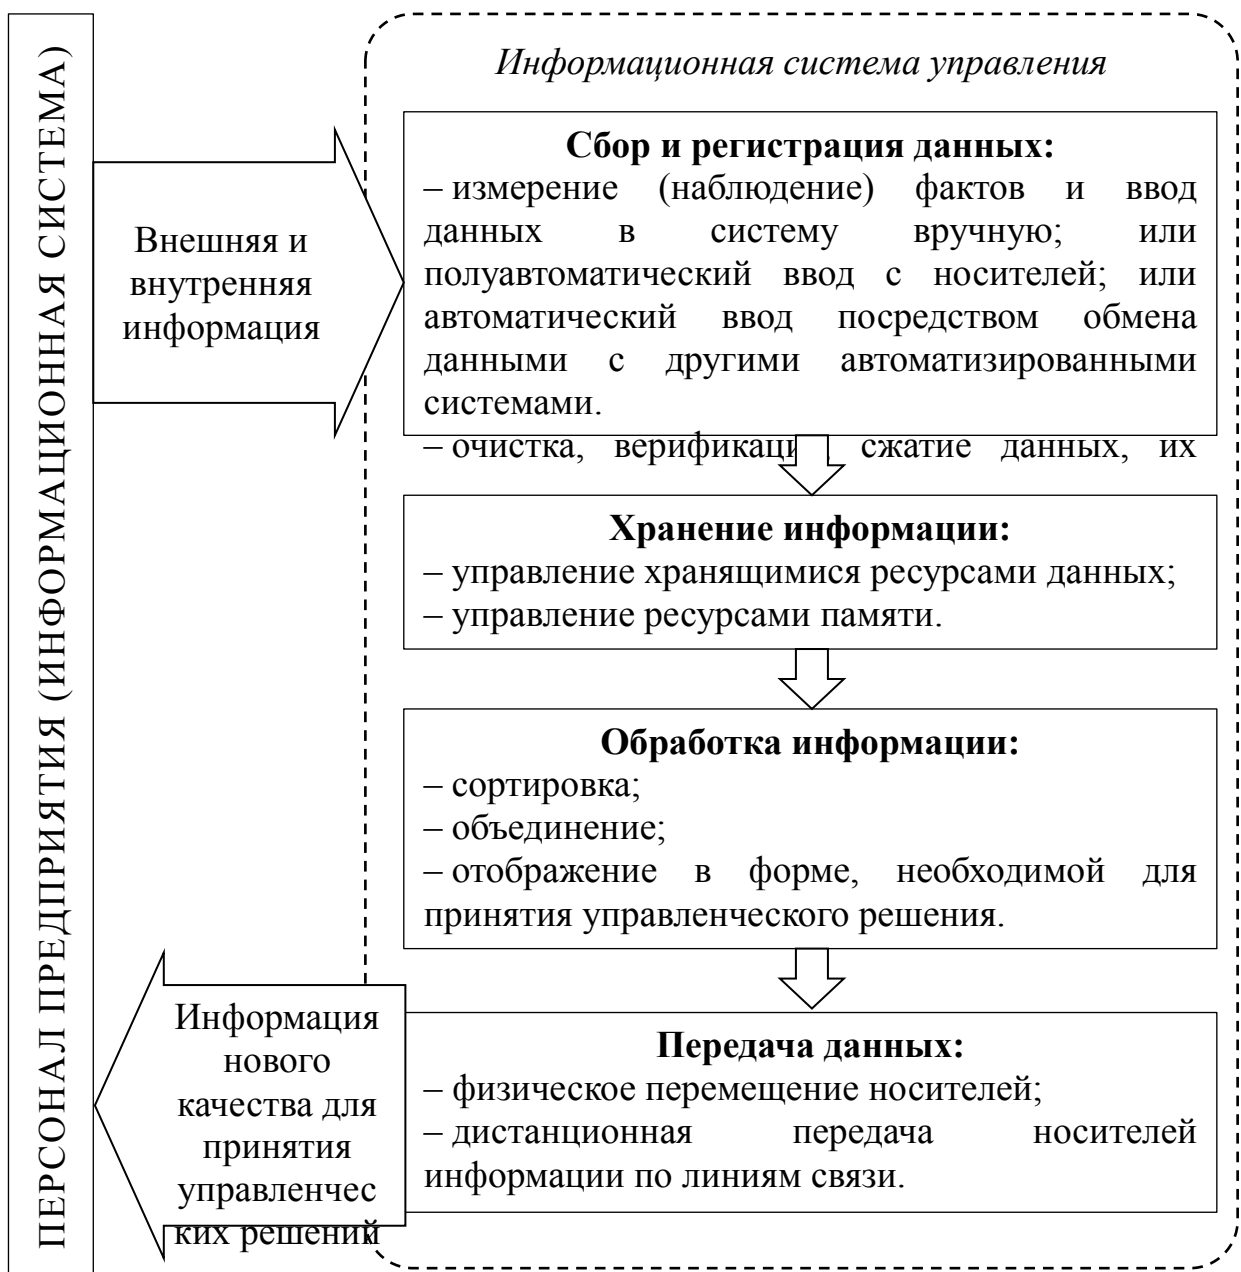 ПЕРСОНАЛ ПРЕДПРИЯТИЯ (ИНФОРМАЦИОННАЯ СИСТЕМА)
Внешняя и
внутренняя
информация
Информационная система управления
Сбор и регистрация данных:
– измерение (наблюдение) фактов и ввод
данных в систему вручную; или
полуавтоматический ввод с носителей; или
автоматический ввод посредством обмена
данными с другими автоматизированными
системами.
– очистка, сжатие данных, их
Хранение информации:
– управление хранящимися ресурсами данных;
– управление ресурсами памяти.
Обработка информации:
– сортировка;
– объединение;
– отображение в форме, необходимой для
принятия управленческого решения.
Передача данных:
– физическое перемещение носителей;
– дистанционная передача носителей
информации по линиям связи.
Информация
нового
качества для
принятия
управленчес
ких решений